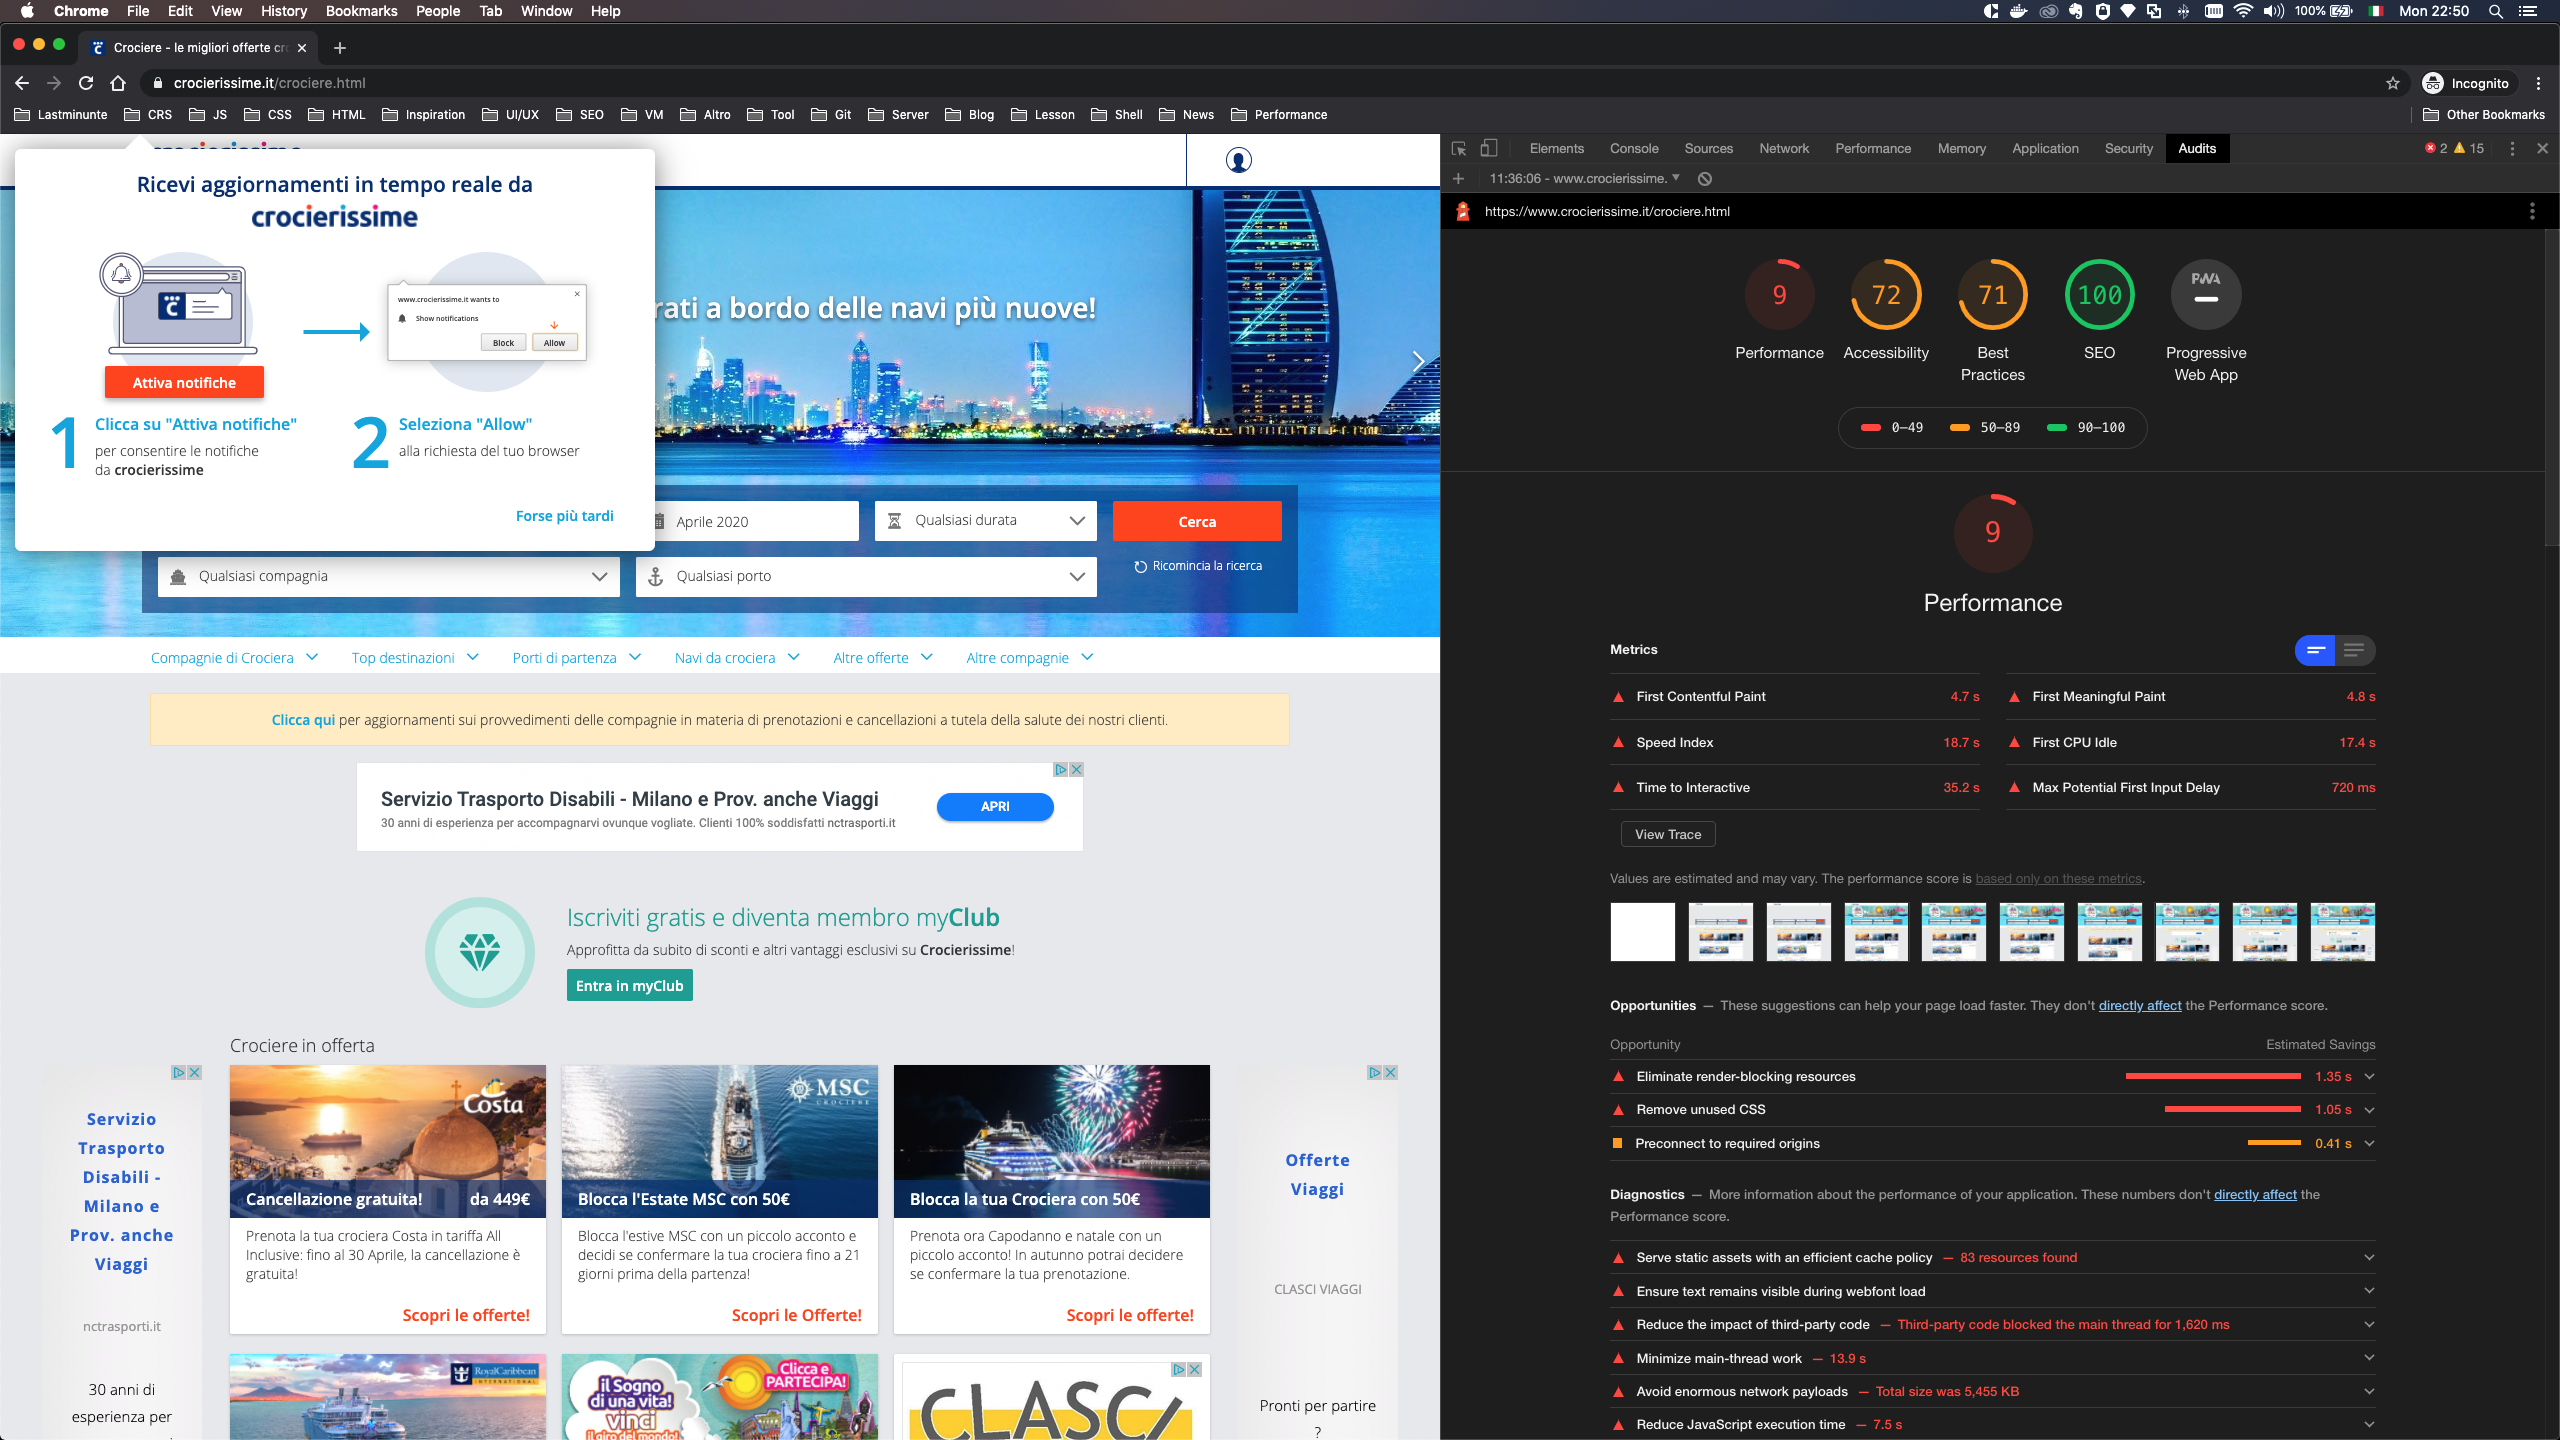 Chrome File Edit View History Bookmarks People Tab Window Help
100% Mon 22:50
Crociere - le migliori offerte cr
crocierissime.it/crociere.html
Incognito
Lastminunte CRS JS CSS HTML Inspiration UI/UX SEO VM Altro Tool Git Server Blog Lesson Shell News Performance
Other Bookmarks
Ricevi aggiornamenti in tempo reale da
crocierissime
www.crocierissime.it wants to
Show notifications
Block Allow
Attiva notifiche
1 Clicca su "Attiva notifiche"
per consentire le notifiche
da crocierissime
2 Seleziona "Allow"
alla richiesta del tuo browser
Forse più tardi
rati a bordo delle navi più nuove!
Aprile 2020
Qualsiasi durata
Cerca
Qualsiasi compagnia
Qualsiasi porto
Ricomincia la ricerca
Compagnie di Crociera Top destinazioni Porti di partenza Navi da crociera Altre offerte Altre compagnie
Clicca qui per aggiornamenti sui provvedimenti delle compagnie in materia di prenotazioni e cancellazioni a tutela della salute dei nostri clienti.
Servizio Trasporto Disabili - Milano e Prov. anche Viaggi
30 anni di esperienza per accompagnarvi ovunque vogliate. Clienti 100% soddisfatti nctrasporti.it
APRI
Iscriviti gratis e diventa membro myClub
Approfitta da subito di sconti e altri vantaggi esclusivi su Crocierissime!
Entra in myClub
Crociere in offerta
Servizio
Trasporto
Disabili -
Milano e
Prov. anche
Viaggi
nctrasporti.it
30 anni di
esperienza per
Costa
Cancellazione gratuita! da 449€
Prenota la tua crociera Costa in tariffa All
Inclusive: fino al 30 Aprile, la cancellazione è
gratuita!
Scopri le offerte!
MSC
CROCIERE
Blocca l'Estate MSC con 50€
Blocca l'estive MSC con un piccolo acconto e
decidi se confermare la tua crociera fino a 21
giorni prima della partenza!
Scopri le Offerte!
Blocca la tua Crociera con 50€
Prenota ora Capodanno e natale con un
piccolo acconto! In autunno potrai decidere
se confermare la tua prenotazione.
Scopri le offerte!
Offerte
Viaggi
CLASCI VIAGGI
Pronti per partire
?
RoyalCaribbean
INTERNATIONAL
il Sogno
di una vita!
vinci
il giro del mondo!
Clicca e
PARTECIPA!
CLASC
Elements Console Sources Network Performance Memory Application Security Audits
2 15
11:36:06 - www.crocierissime.
https://www.crocierissime.it/crociere.html
9 72 71 100 PWA
Performance Accessibility Best
Practices SEO Progressive
Web App
0–49 50–89 90–100
9
Performance
Metrics
First Contentful Paint 4.7 s
First Meaningful Paint 4.8 s
Speed Index 18.7 s
First CPU Idle 17.4 s
Time to Interactive 35.2 s
Max Potential First Input Delay 720 ms
View Trace
Values are estimated and may vary. The performance score is based only on these metrics.
Opportunities — These suggestions can help your page load faster. They don't directly affect the Performance score.
Opportunity Estimated Savings
Eliminate render-blocking resources 1.35 s
Remove unused CSS 1.05 s
Preconnect to required origins 0.41 s
Diagnostics — More information about the performance of your application. These numbers don't directly affect the
Performance score.
Serve static assets with an efficient cache policy — 83 resources found
Ensure text remains visible during webfont load
Reduce the impact of third-party code — Third-party code blocked the main thread for 1,620 ms
Minimize main-thread work — 13.9 s
Avoid enormous network payloads — Total size was 5,455 KB
Reduce JavaScript execution time — 7.5 s